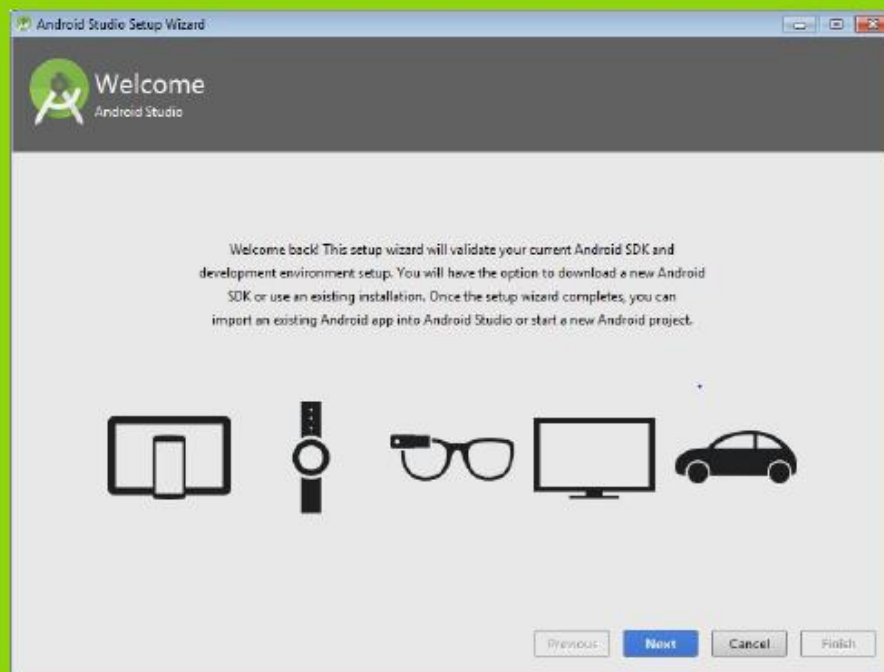 Android Studio Setup Wizard
Welcome
Android Studio
Welcome back! This setup wizard will validate your current Android SDK and
development environment setup. You will have the option to download a new Android
SDK or use an existing installation. Once the setup wizard completes, you can
import an existing Android app into Android Studio or start a new Android project.
Previous Next Cancel Finish